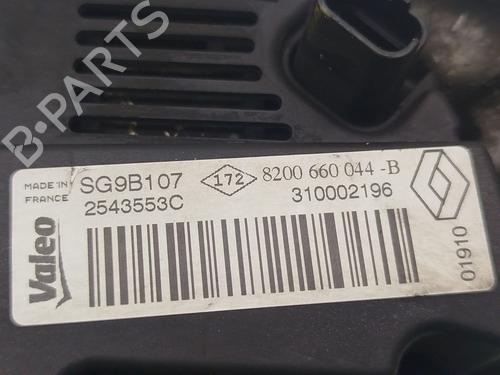 B-PARTS
MADE IN
FRANCE
SG9B107
172
8200 660 044 -B
2543553C
310002196
Valeo
01910